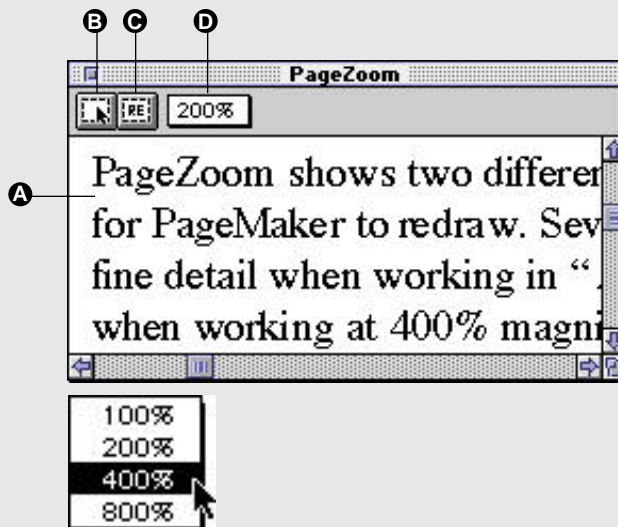 B C D
PageZoom
RE 200%
A
PageZoom shows two differen
for PageMaker to redraw. Sev
fine detail when working in “
when working at 400% magni
100%
200%
400%
800%